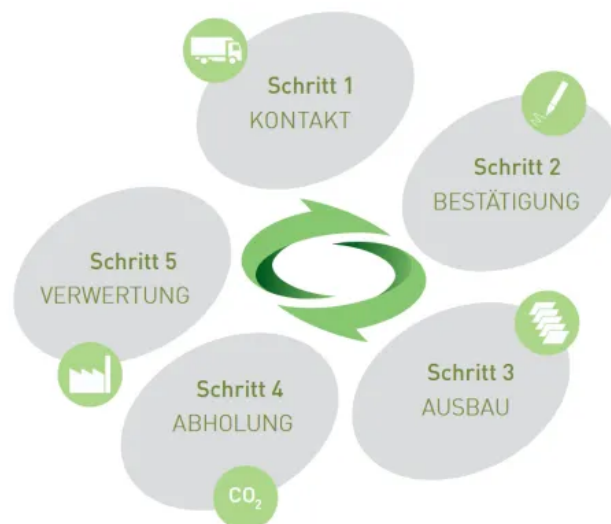 Schritt 1
KONTAKT
Schritt 2
BESTÄTIGUNG
Schritt 3
AUSBAU
Schritt 4
ABHOLUNG
CO₂
Schritt 5
VERWERTUNG